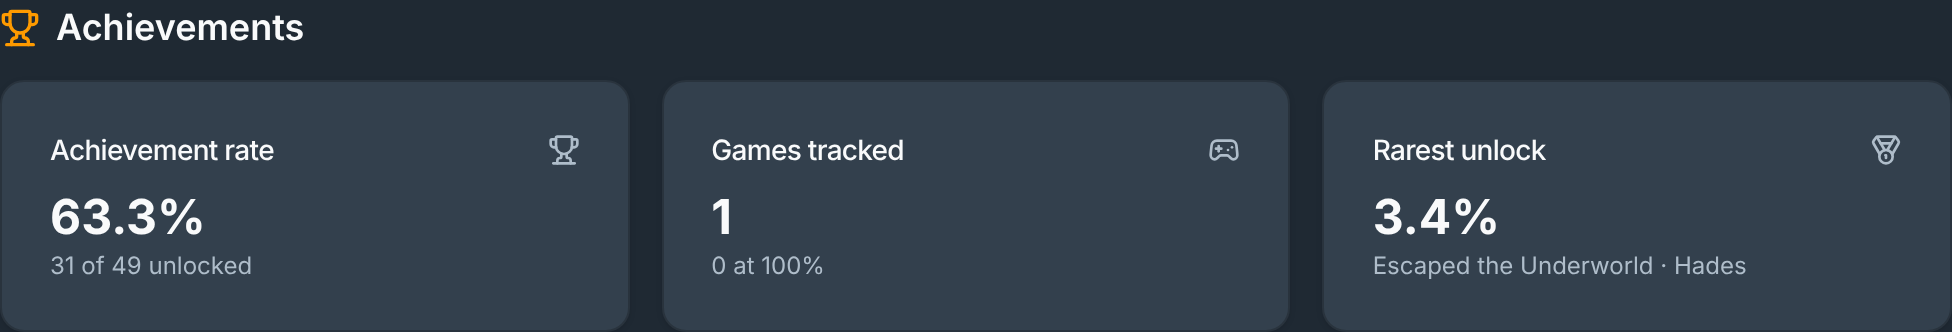 Achievements
Achievement rate
63.3%
31 of 49 unlocked
Games tracked
1
0 at 100%
Rarest unlock
3.4%
Escaped the Underworld · Hades